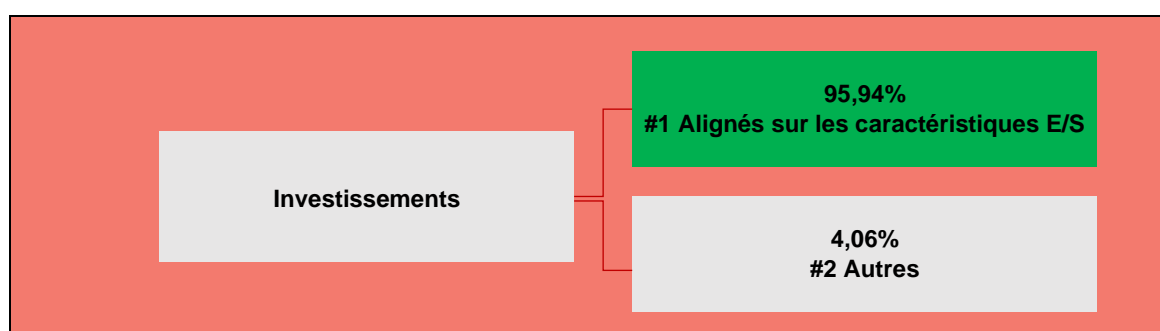 95,94%
#1 Alignés sur les caractéristiques E/S
Investissements
4,06%
#2 Autres